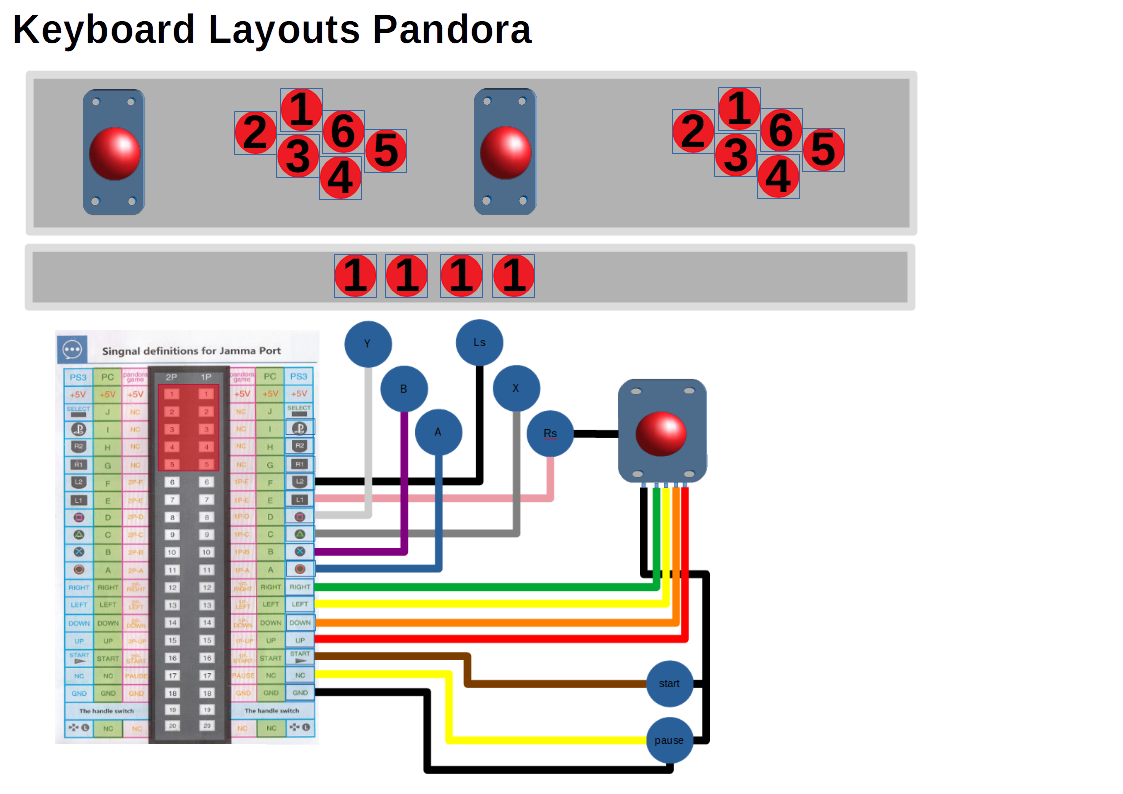 Keyboard Layouts Pandora
1 1
2 6 2 6
3 5 3 5
4 4
1 1 1 1
Y Ls
B X
A Rs
Singnal definitions for Jamma Port
PS3 PC pandora game 2P 1P pandora game PC PS3
+5V +5V +5V 1 1 +5V +5V +5V
SELECT J NC 2 2 NC J SELECT
I NC 3 3 NC I
R2 H NC 4 4 NC H R2
R1 G NC 5 5 NC G R1
L2 F 2P-F 6 6 1P-F F L2
L1 E 2P-E 7 7 1P-E E L1
D 2P-D 8 8 1P-D D
C 2P-C 9 9 1P-C C
B 2P-B 10 10 1P-B B
A 2P-A 11 11 1P-A A
RIGHT RIGHT RIGHT 12 12 RIGHT RIGHT RIGHT
LEFT LEFT LEFT 13 13 LEFT LEFT LEFT
DOWN DOWN DOWN 14 14 DOWN DOWN DOWN
UP UP 2P-UP 15 15 1P-UP UP UP
START START START 16 16 START START START
NC NC PAUSE 17 17 PAUSE NC NC
GND GND GND 18 18 GND GND GND
The handle switch 19 19 The handle switch
L NC NC 20 20 NC NC L
start
pause